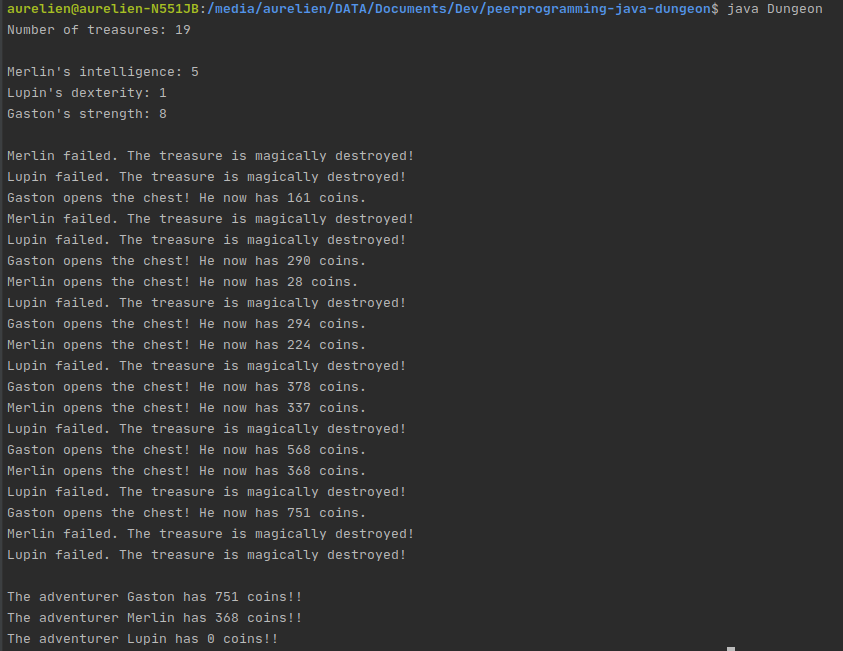 aurelien@aurelien-N551JB:/media/aurelien/DATA/Documents/Dev/peerprogramming-java-dungeon$ java Dungeon
Number of treasures: 19
Merlin's intelligence: 5
Lupin's dexterity: 1
Gaston's strength: 8
Merlin failed. The treasure is magically destroyed!
Lupin failed. The treasure is magically destroyed!
Gaston opens the chest! He now has 161 coins.
Merlin failed. The treasure is magically destroyed!
Lupin failed. The treasure is magically destroyed!
Gaston opens the chest! He now has 290 coins.
Merlin opens the chest! He now has 28 coins.
Lupin failed. The treasure is magically destroyed!
Gaston opens the chest! He now has 294 coins.
Merlin opens the chest! He now has 224 coins.
Lupin failed. The treasure is magically destroyed!
Gaston opens the chest! He now has 378 coins.
Merlin opens the chest! He now has 337 coins.
Lupin failed. The treasure is magically destroyed!
Gaston opens the chest! He now has 568 coins.
Merlin opens the chest! He now has 368 coins.
Lupin failed. The treasure is magically destroyed!
Gaston opens the chest! He now has 751 coins.
Merlin failed. The treasure is magically destroyed!
Lupin failed. The treasure is magically destroyed!
The adventurer Gaston has 751 coins!!
The adventurer Merlin has 368 coins!!
The adventurer Lupin has 0 coins!!